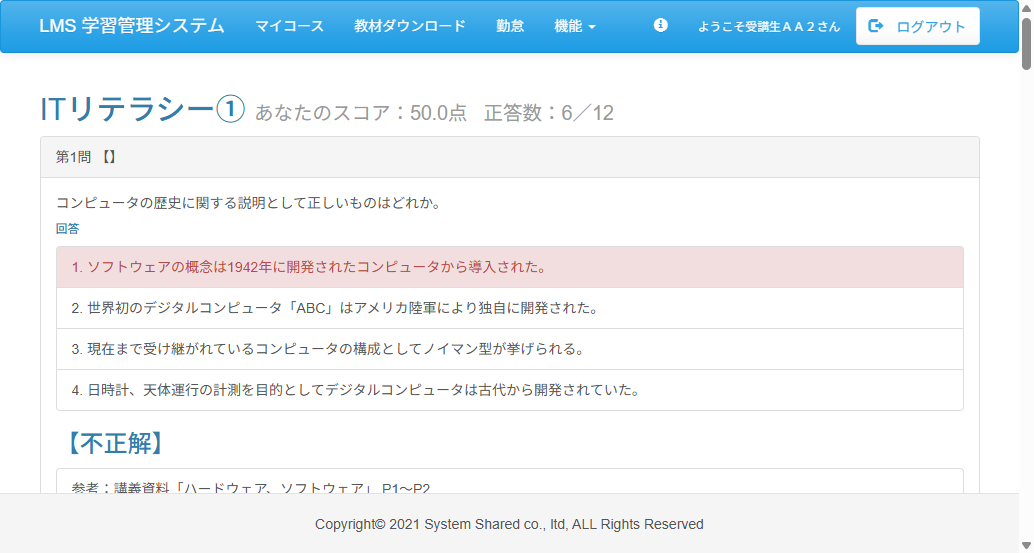 LMS 学習管理システム マイコース 教材ダウンロード 勤怠 機能 ようこそ受講生ＡＡ２さん ログアウト
ITリテラシー① あなたのスコア：50.0点 正答数：6／12
第1問 【】
コンピュータの歴史に関する説明として正しいものはどれか。
回答
1. ソフトウェアの概念は1942年に開発されたコンピュータから導入された。
2. 世界初のデジタルコンピュータ「ABC」はアメリカ陸軍により独自に開発された。
3. 現在まで受け継がれているコンピュータの構成としてノイマン型が挙げられる。
4. 日時計、天体運行の計測を目的としてデジタルコンピュータは古代から開発されていた。
【不正解】
参考：講義資料「ハードウェア、ソフトウェア」 P1～P2
Copyright© 2021 System Shared co., ltd, ALL Rights Reserved